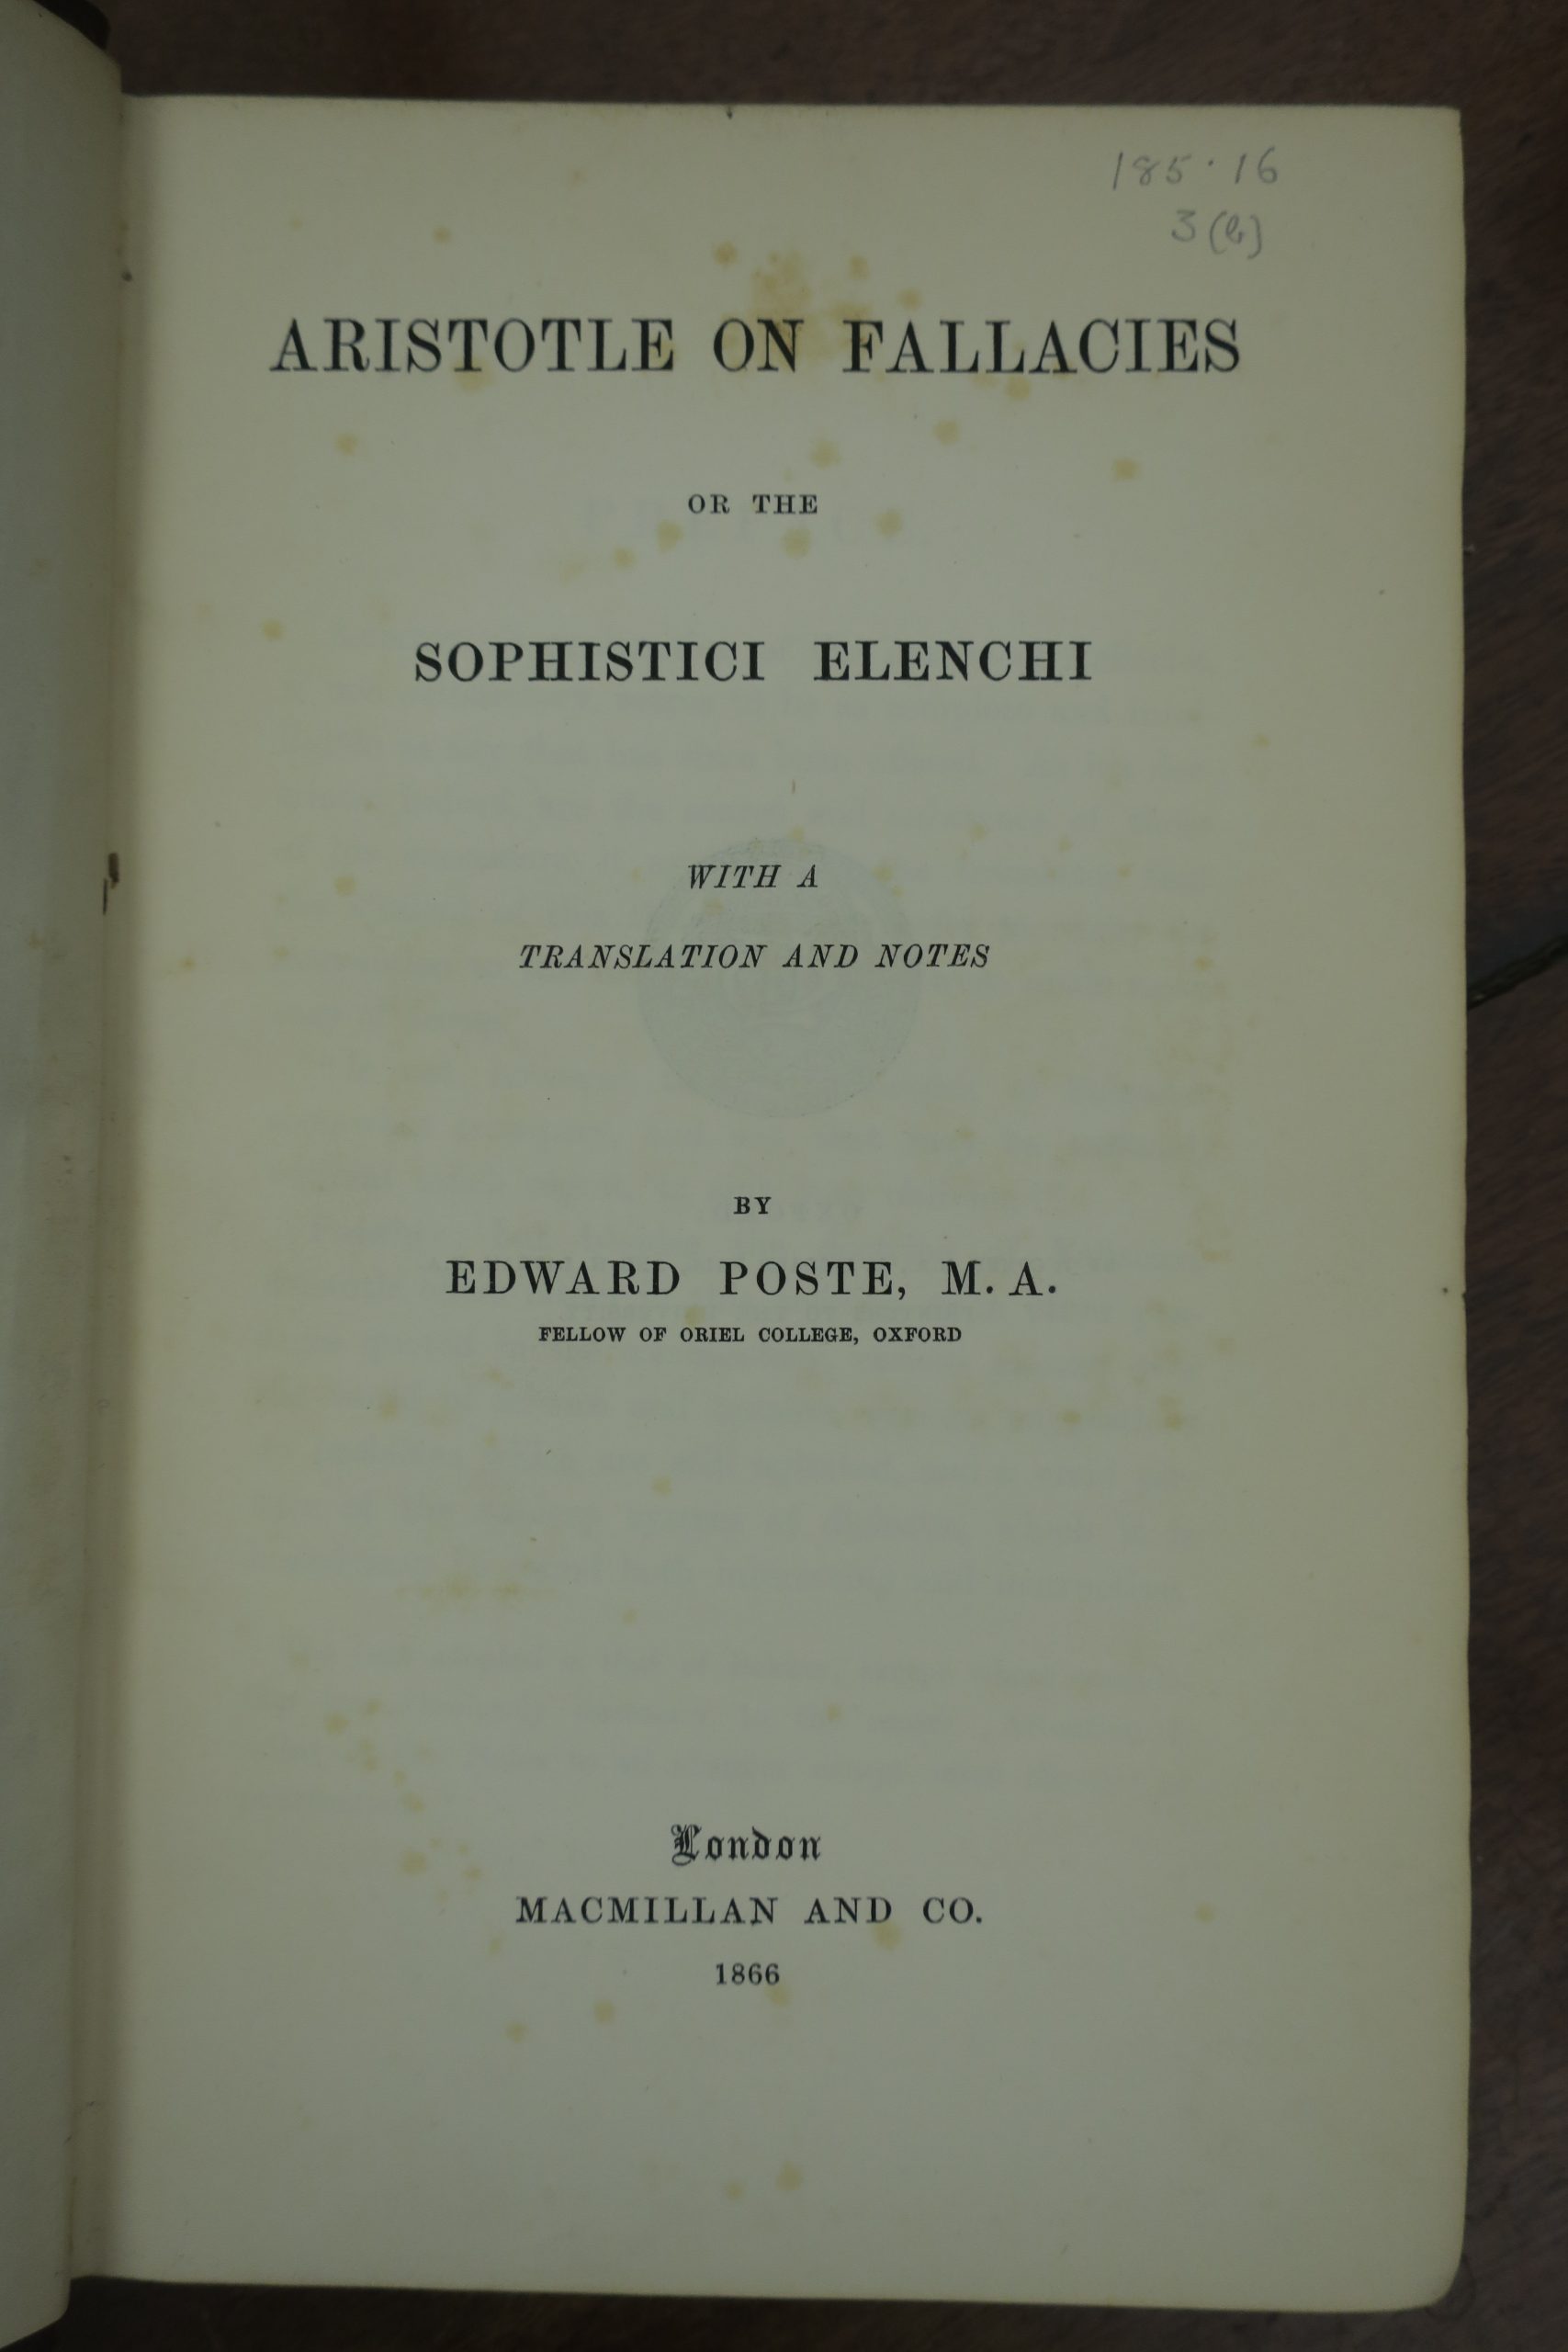 185·16
3(b)
ARISTOTLE ON FALLACIES
OR THE
SOPHISTICI ELENCHI
WITH A
TRANSLATION AND NOTES
BY
EDWARD POSTE, M. A.
FELLOW OF ORIEL COLLEGE, OXFORD
London
MACMILLAN AND CO.
1866